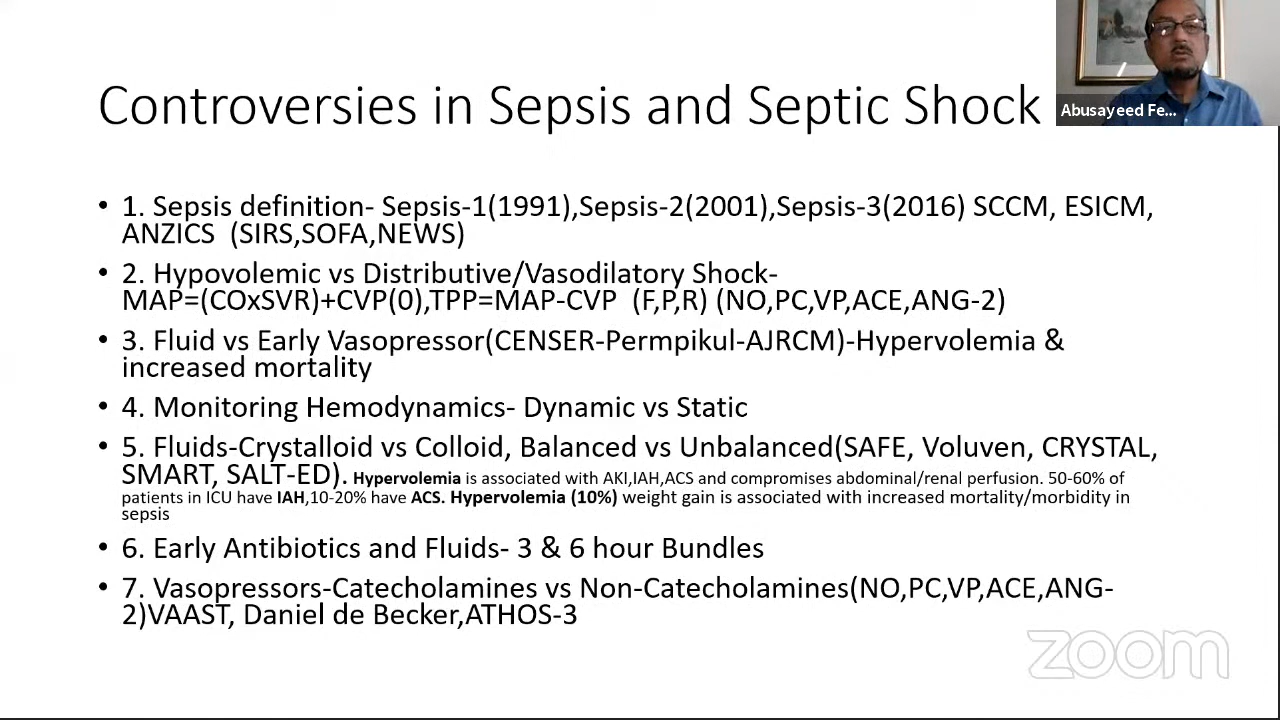 Controversies in Sepsis and Septic Shock
Abusayeed Fe...
• 1. Sepsis definition- Sepsis-1(1991),Sepsis-2(2001),Sepsis-3(2016) SCCM, ESICM,
ANZICS (SIRS,SOFA,NEWS)
• 2. Hypovolemic vs Distributive/Vasodilatory Shock-
MAP=(COxSVR)+CVP(0),TPP=MAP-CVP (F,P,R) (NO,PC,VP,ACE,ANG-2)
• 3. Fluid vs Early Vasopressor(CENSER-Permpikul-AJRCM)-Hypervolemia &
increased mortality
• 4. Monitoring Hemodynamics- Dynamic vs Static
• 5. Fluids-Crystalloid vs Colloid, Balanced vs Unbalanced(SAFE, Voluven, CRYSTAL,
SMART, SALT-ED). Hypervolemia is associated with AKI,IAH,ACS and compromises abdominal/renal perfusion. 50-60% of
patients in ICU have IAH,10-20% have ACS. Hypervolemia (10%) weight gain is associated with increased mortality/morbidity in
sepsis
• 6. Early Antibiotics and Fluids- 3 & 6 hour Bundles
• 7. Vasopressors-Catecholamines vs Non-Catecholamines(NO,PC,VP,ACE,ANG-
2)VAAST, Daniel de Becker,ATHOS-3
zoom